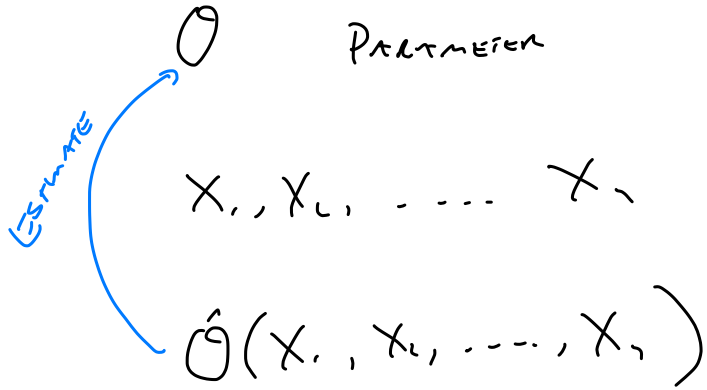 θ PARAMETER
ESTIMATE
X₁, X₂, ..... Xₙ
θ̂(X₁, X₂, ....., Xₙ)